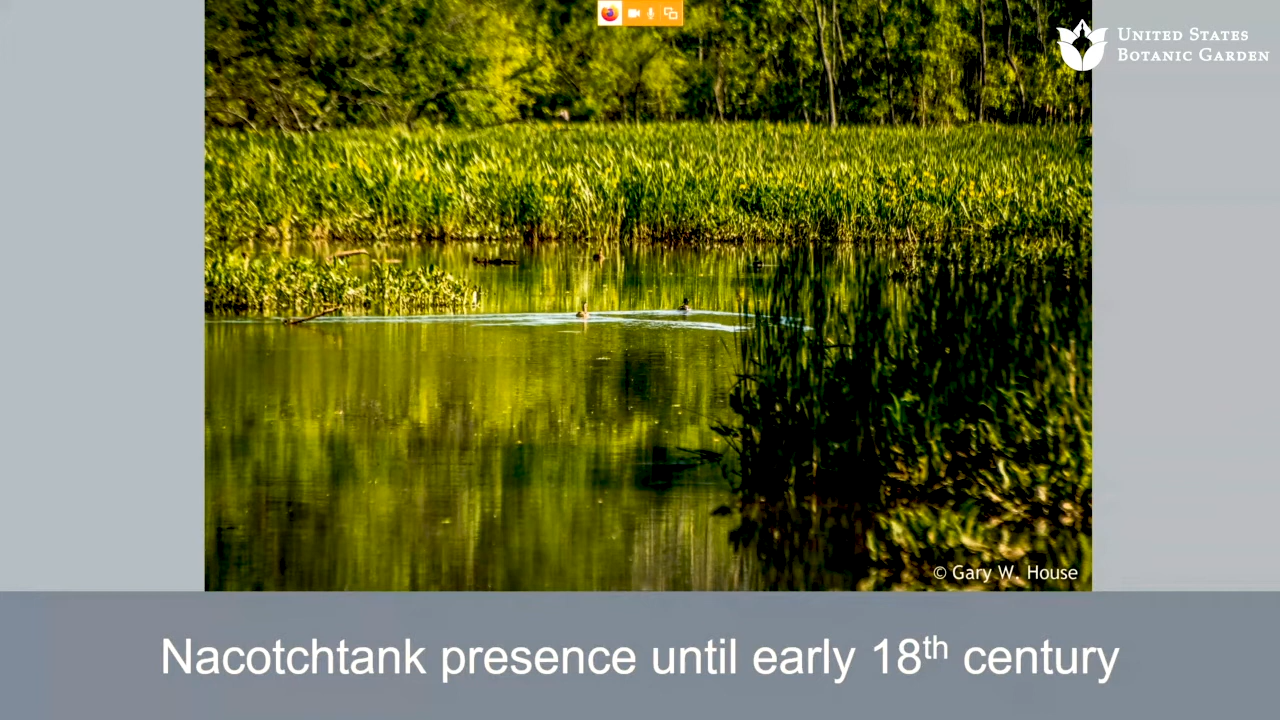 UNITED STATES
BOTANIC GARDEN
© Gary W. House
Nacotchtank presence until early 18th century